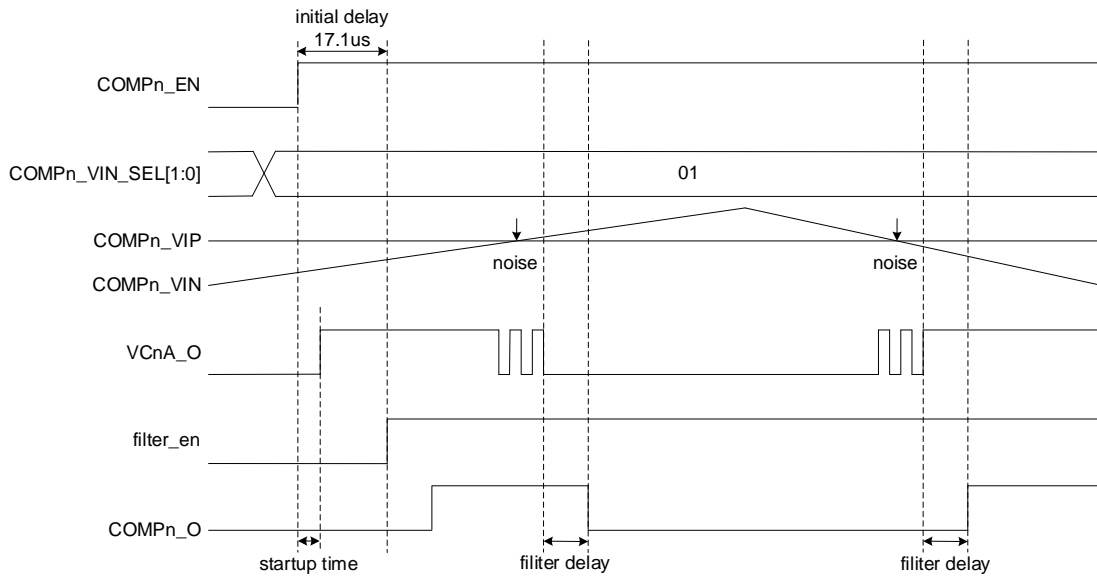 initial delay
17.1us
COMPn_EN
COMPn_VIN_SEL[1:0]
01
COMPn_VIP
noise
noise
COMPn_VIN
VCnA_O
filter_en
COMPn_O
startup time
filiter delay
filiter delay